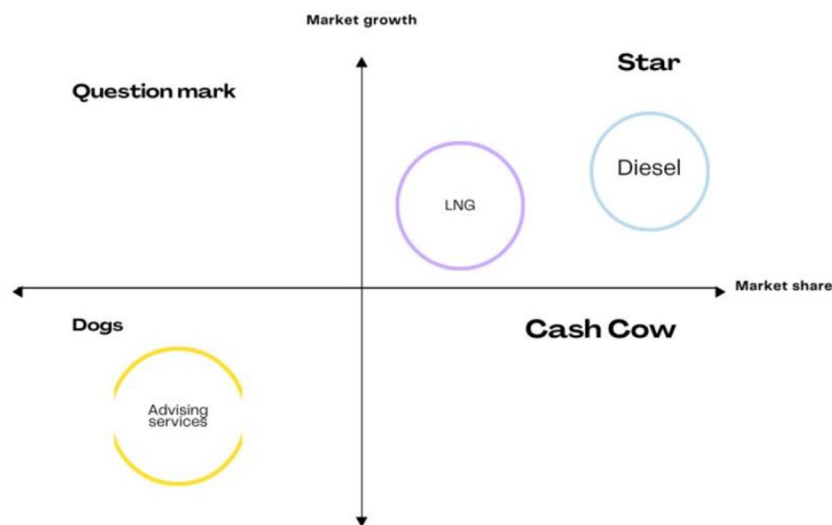 Market growth
Star
Question mark
Diesel
LNG
Market share
Dogs
Cash Cow
Advising
services